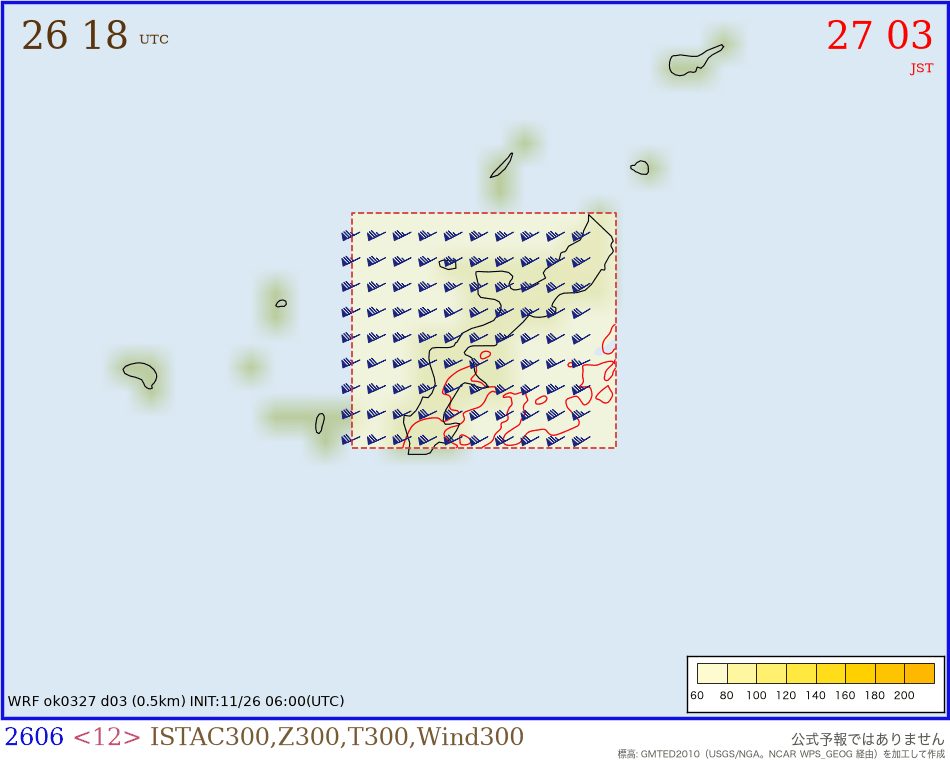 26 18 UTC
27 03
JST
60 80 100 120 140 160 180 200
WRF ok0327 d03 (0.5km) INIT:11/26 06:00(UTC)
2606 <12> ISTAC300,Z300,T300,Wind300
公式予報ではありません
標高: GMTED2010（USGS/NGA。NCAR WPS_GEOG 経由）を加工して作成